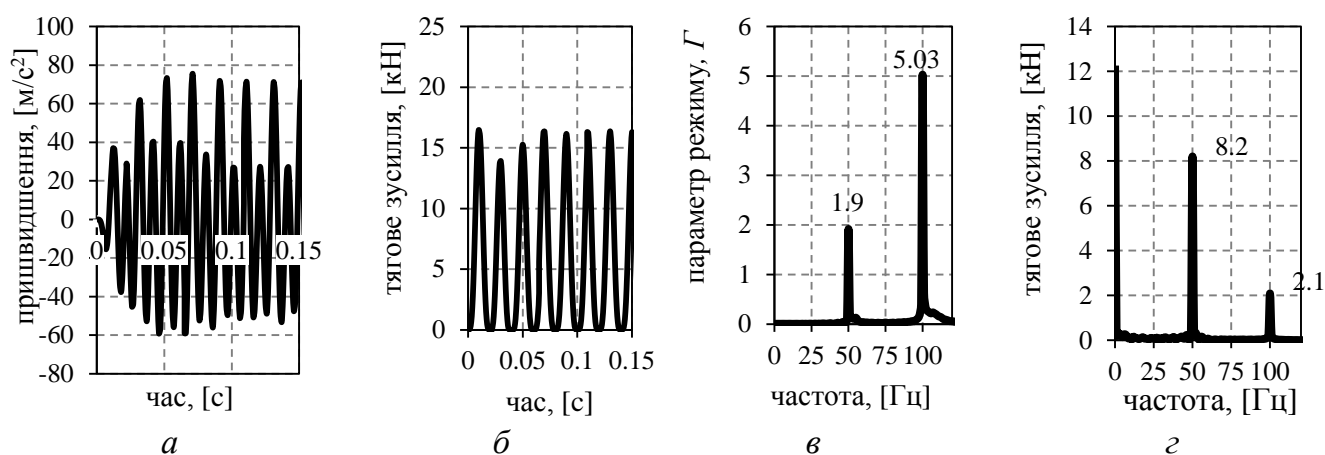 пришвидшення, [м/с²]
100
80
60
40
20
0
-20
-40
-60
-80
0 0.05 0.1 0.15
час, [с]
а
тягове зусилля, [кН]
25
20
15
10
5
0
0 0.05 0.1 0.15
час, [с]
б
параметр режиму, Г
6
5
4
3
2
1
0
1.9
5.03
0 25 50 75 100
частота, [Гц]
в
тягове зусилля, [кН]
14
12
10
8
6
4
2
0
8.2
2.1
0 25 50 75 100
частота, [Гц]
г